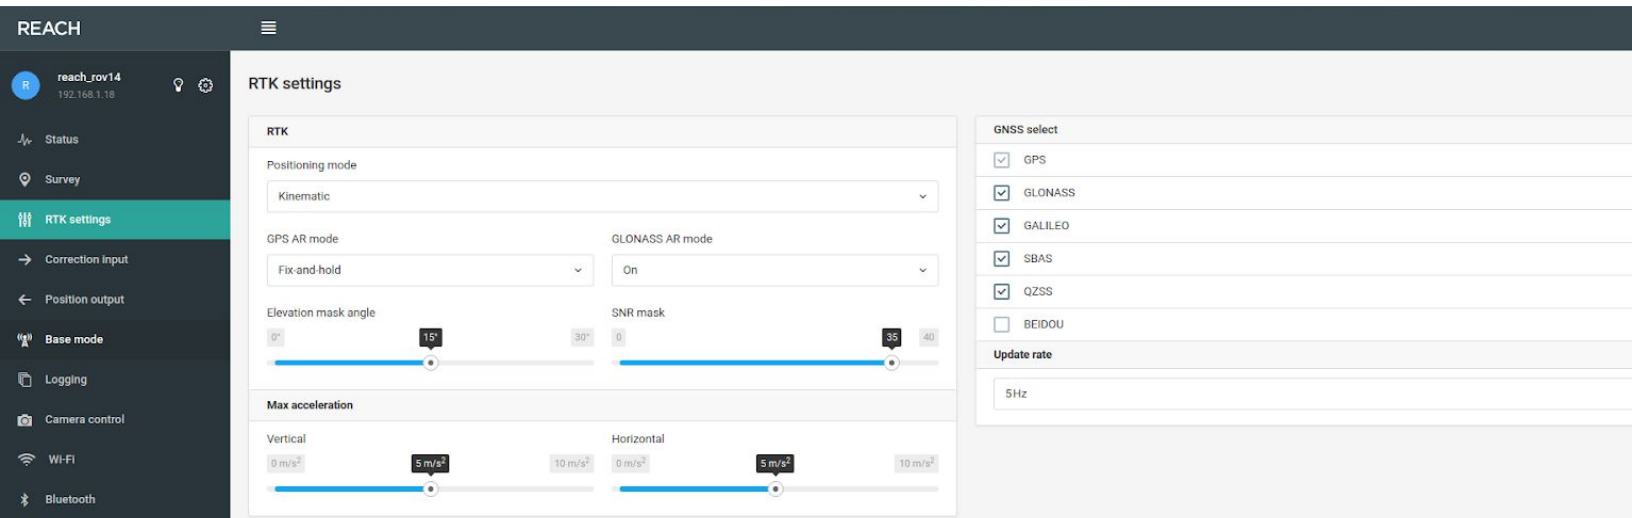 REACH
R
reach_rov14
192.168.1.18
Status
Survey
RTK settings
Correction input
Position output
Base mode
Logging
Camera control
Wi-Fi
Bluetooth
RTK settings
RTK
Positioning mode
Kinematic
GPS AR mode
Fix-and-hold
GLONASS AR mode
On
Elevation mask angle
0° 15° 30°
SNR mask
0 35 40
Max acceleration
Vertical
0 m/s² 5 m/s² 10 m/s²
Horizontal
0 m/s² 5 m/s² 10 m/s²
GNSS select
GPS
GLONASS
GALILEO
SBAS
QZSS
BEIDOU
Update rate
5Hz